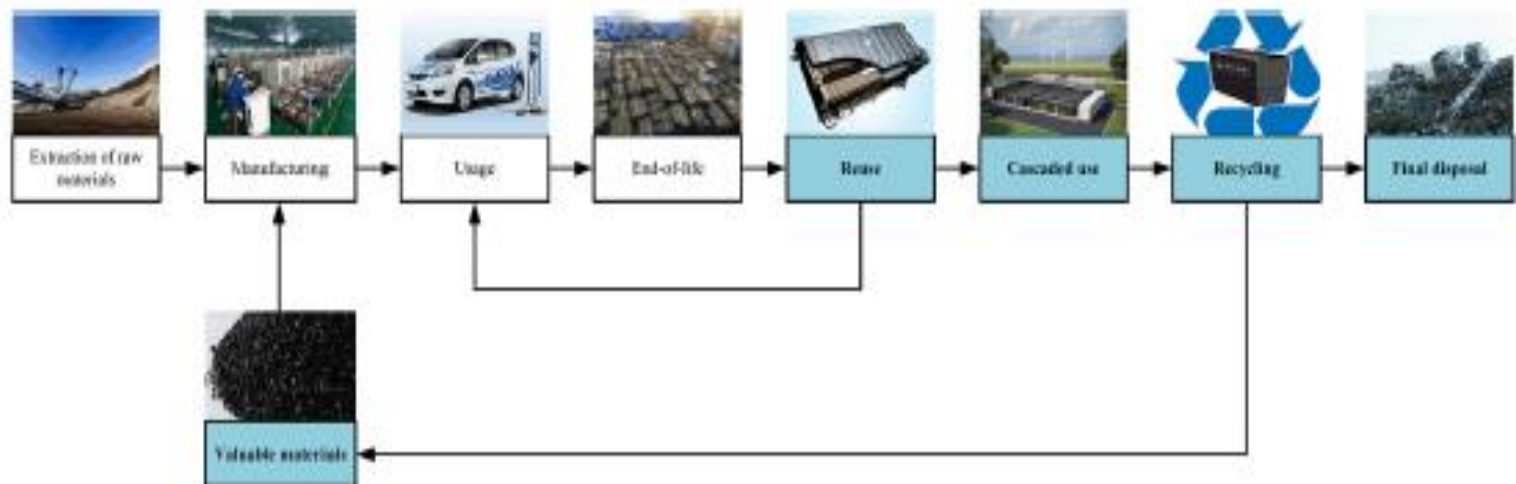 Extraction of raw
materials
Manufacturing
Usage
End-of-life
Reuse
Cascaded use
Recycling
Final disposal
Valuable materials